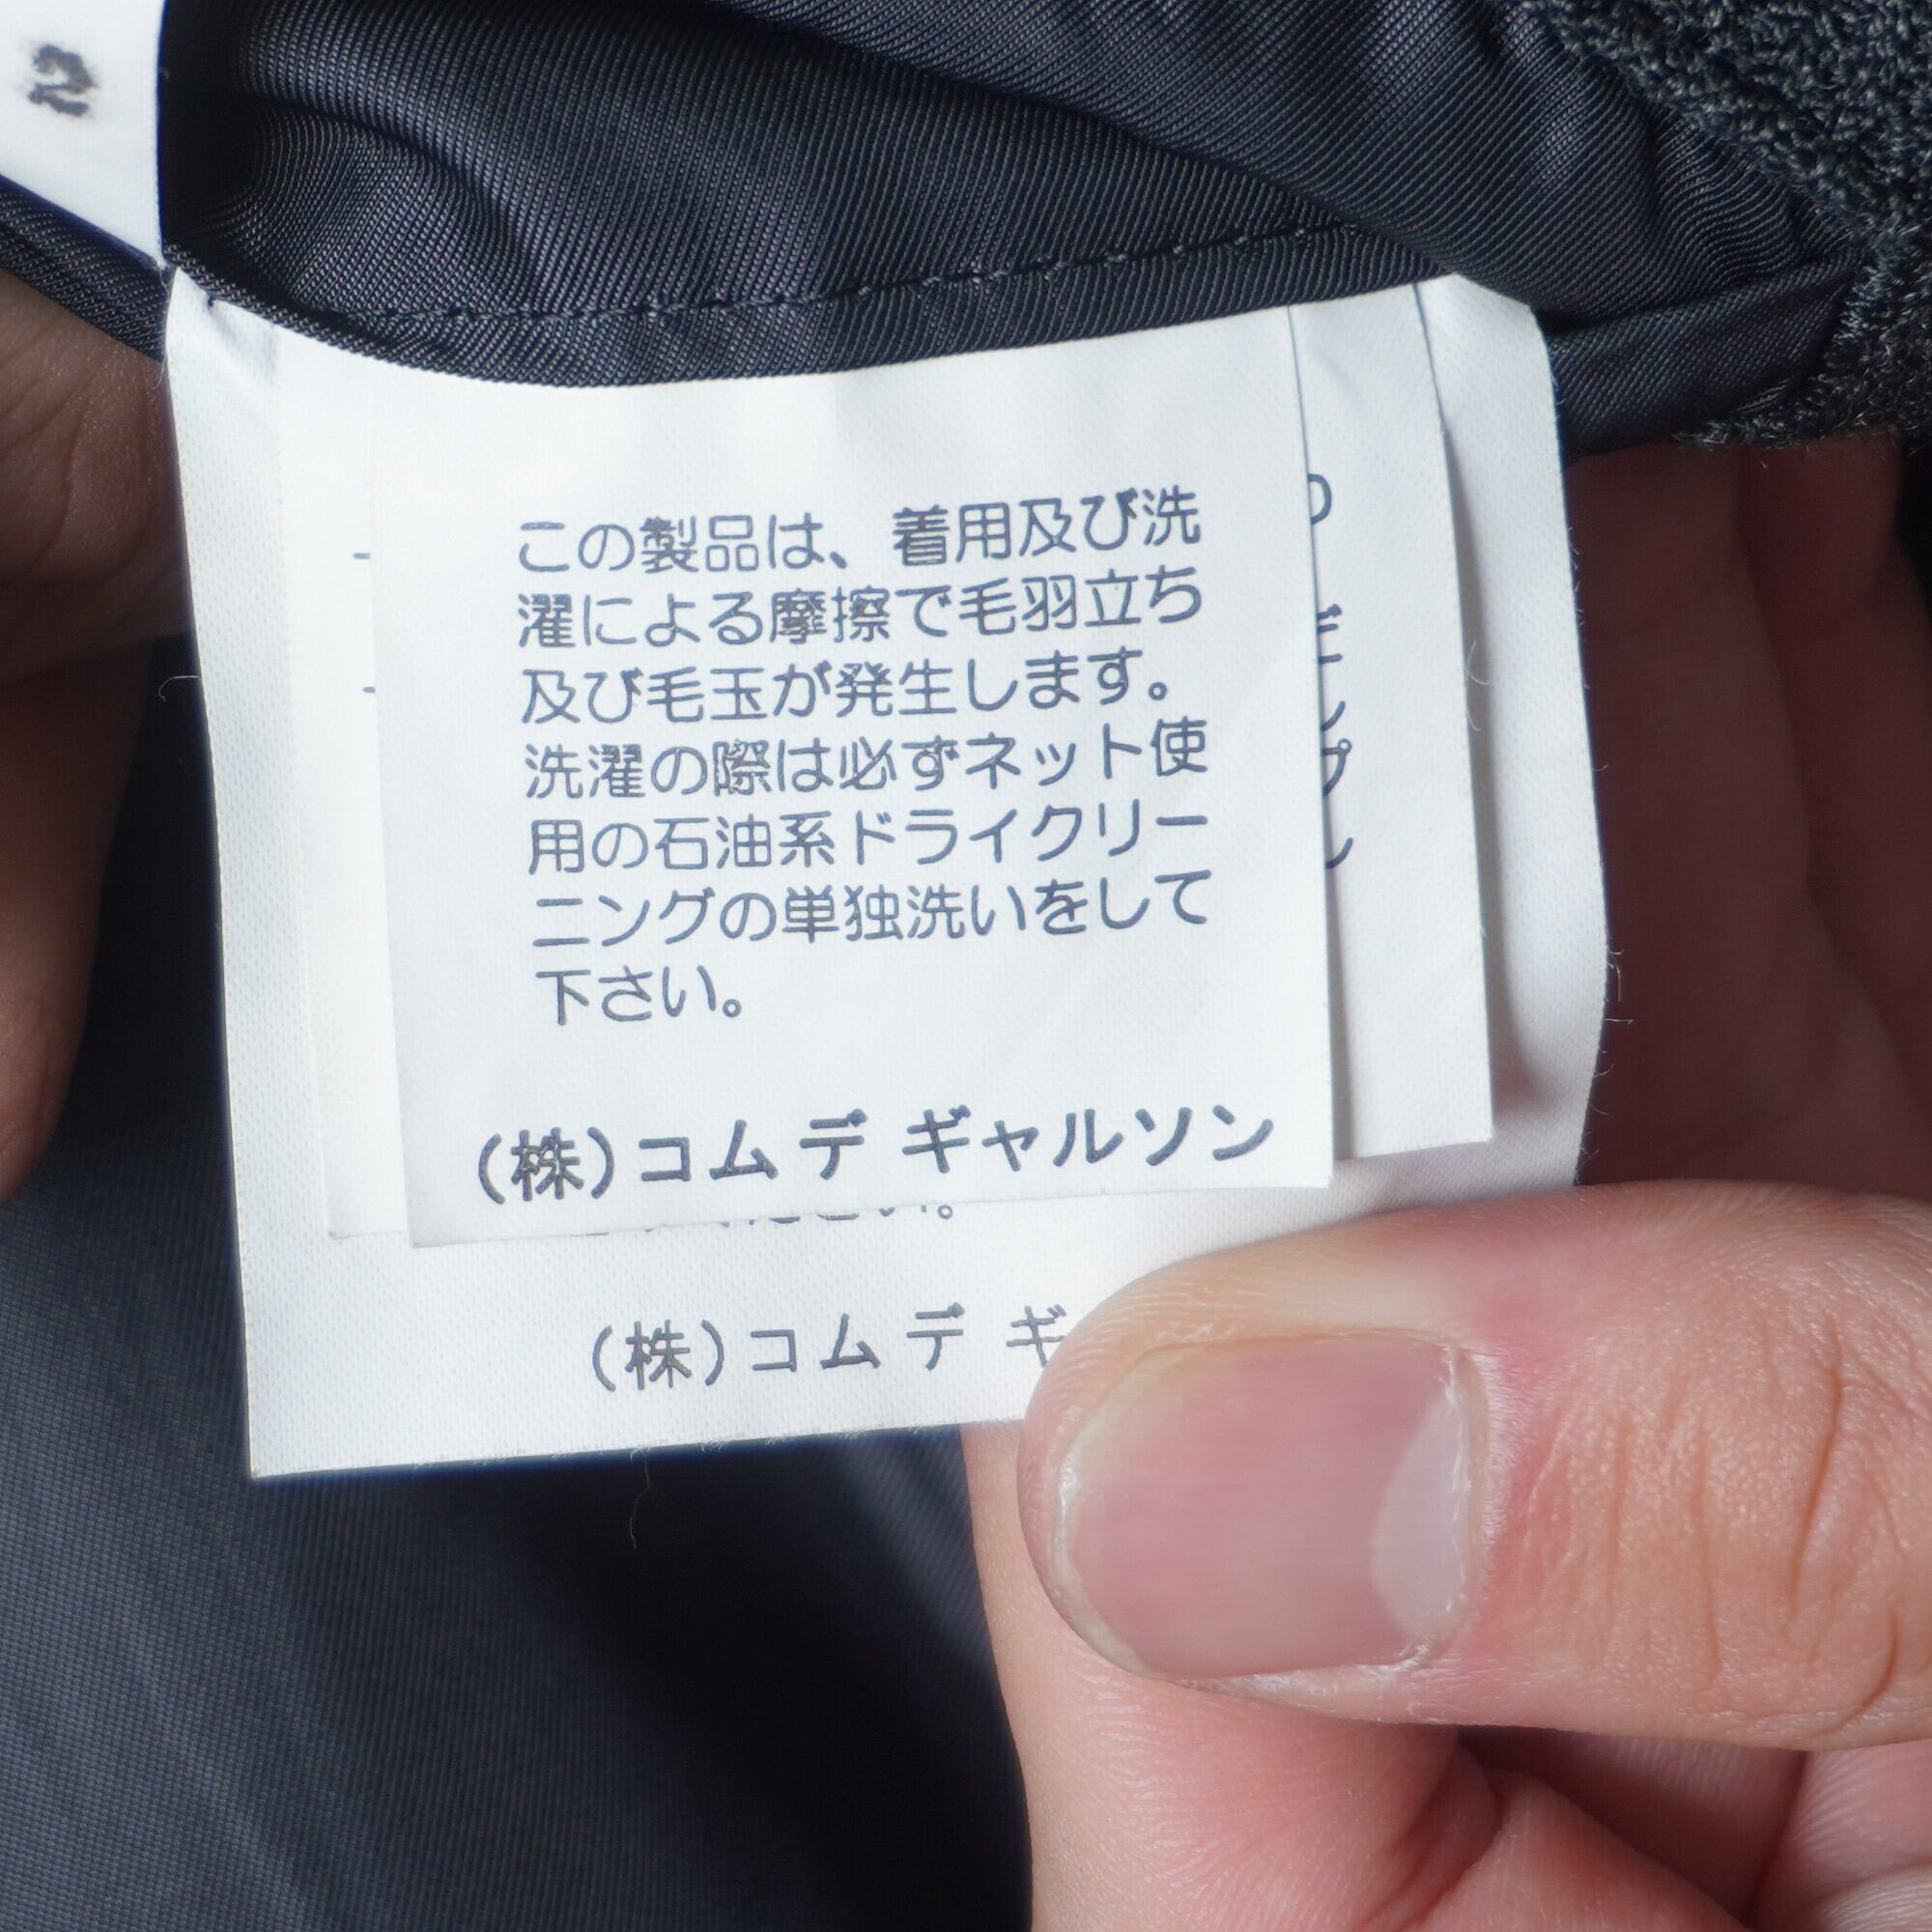 この製品は、着用及び洗
濯による摩擦で毛羽立ち
及び毛玉が発生します。
洗濯の際は必ずネット使
用の石油系ドライクリー
ニングの単独洗いをして
下さい。
(株)コム デ ギャルソン
(株)コム デ ギ